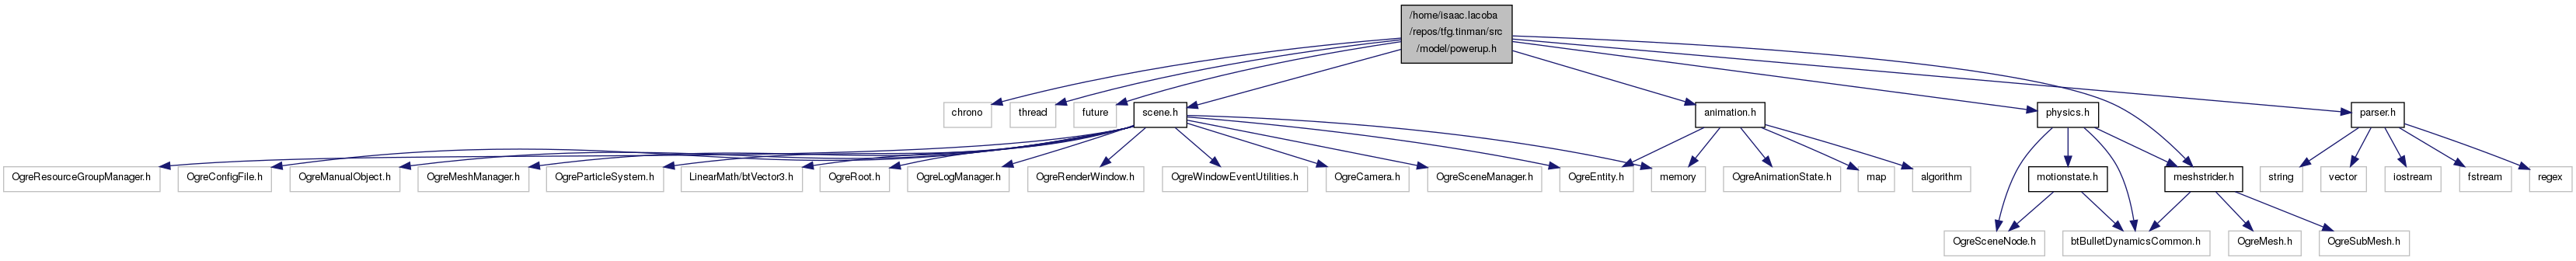 /home/isaac.lacoba
/repos/tfg.tinman/src
/model/powerup.h
chrono
thread
future
scene.h
animation.h
physics.h
parser.h
OgreResourceGroupManager.h
OgreConfigFile.h
OgreManualObject.h
OgreMeshManager.h
OgreParticleSystem.h
LinearMath/btVector3.h
OgreRoot.h
OgreLogManager.h
OgreRenderWindow.h
OgreWindowEventUtilities.h
OgreCamera.h
OgreSceneManager.h
OgreEntity.h
memory
OgreAnimationState.h
map
algorithm
motionstate.h
meshstrider.h
string
vector
iostream
fstream
regex
OgreSceneNode.h
btBulletDynamicsCommon.h
OgreMesh.h
OgreSubMesh.h